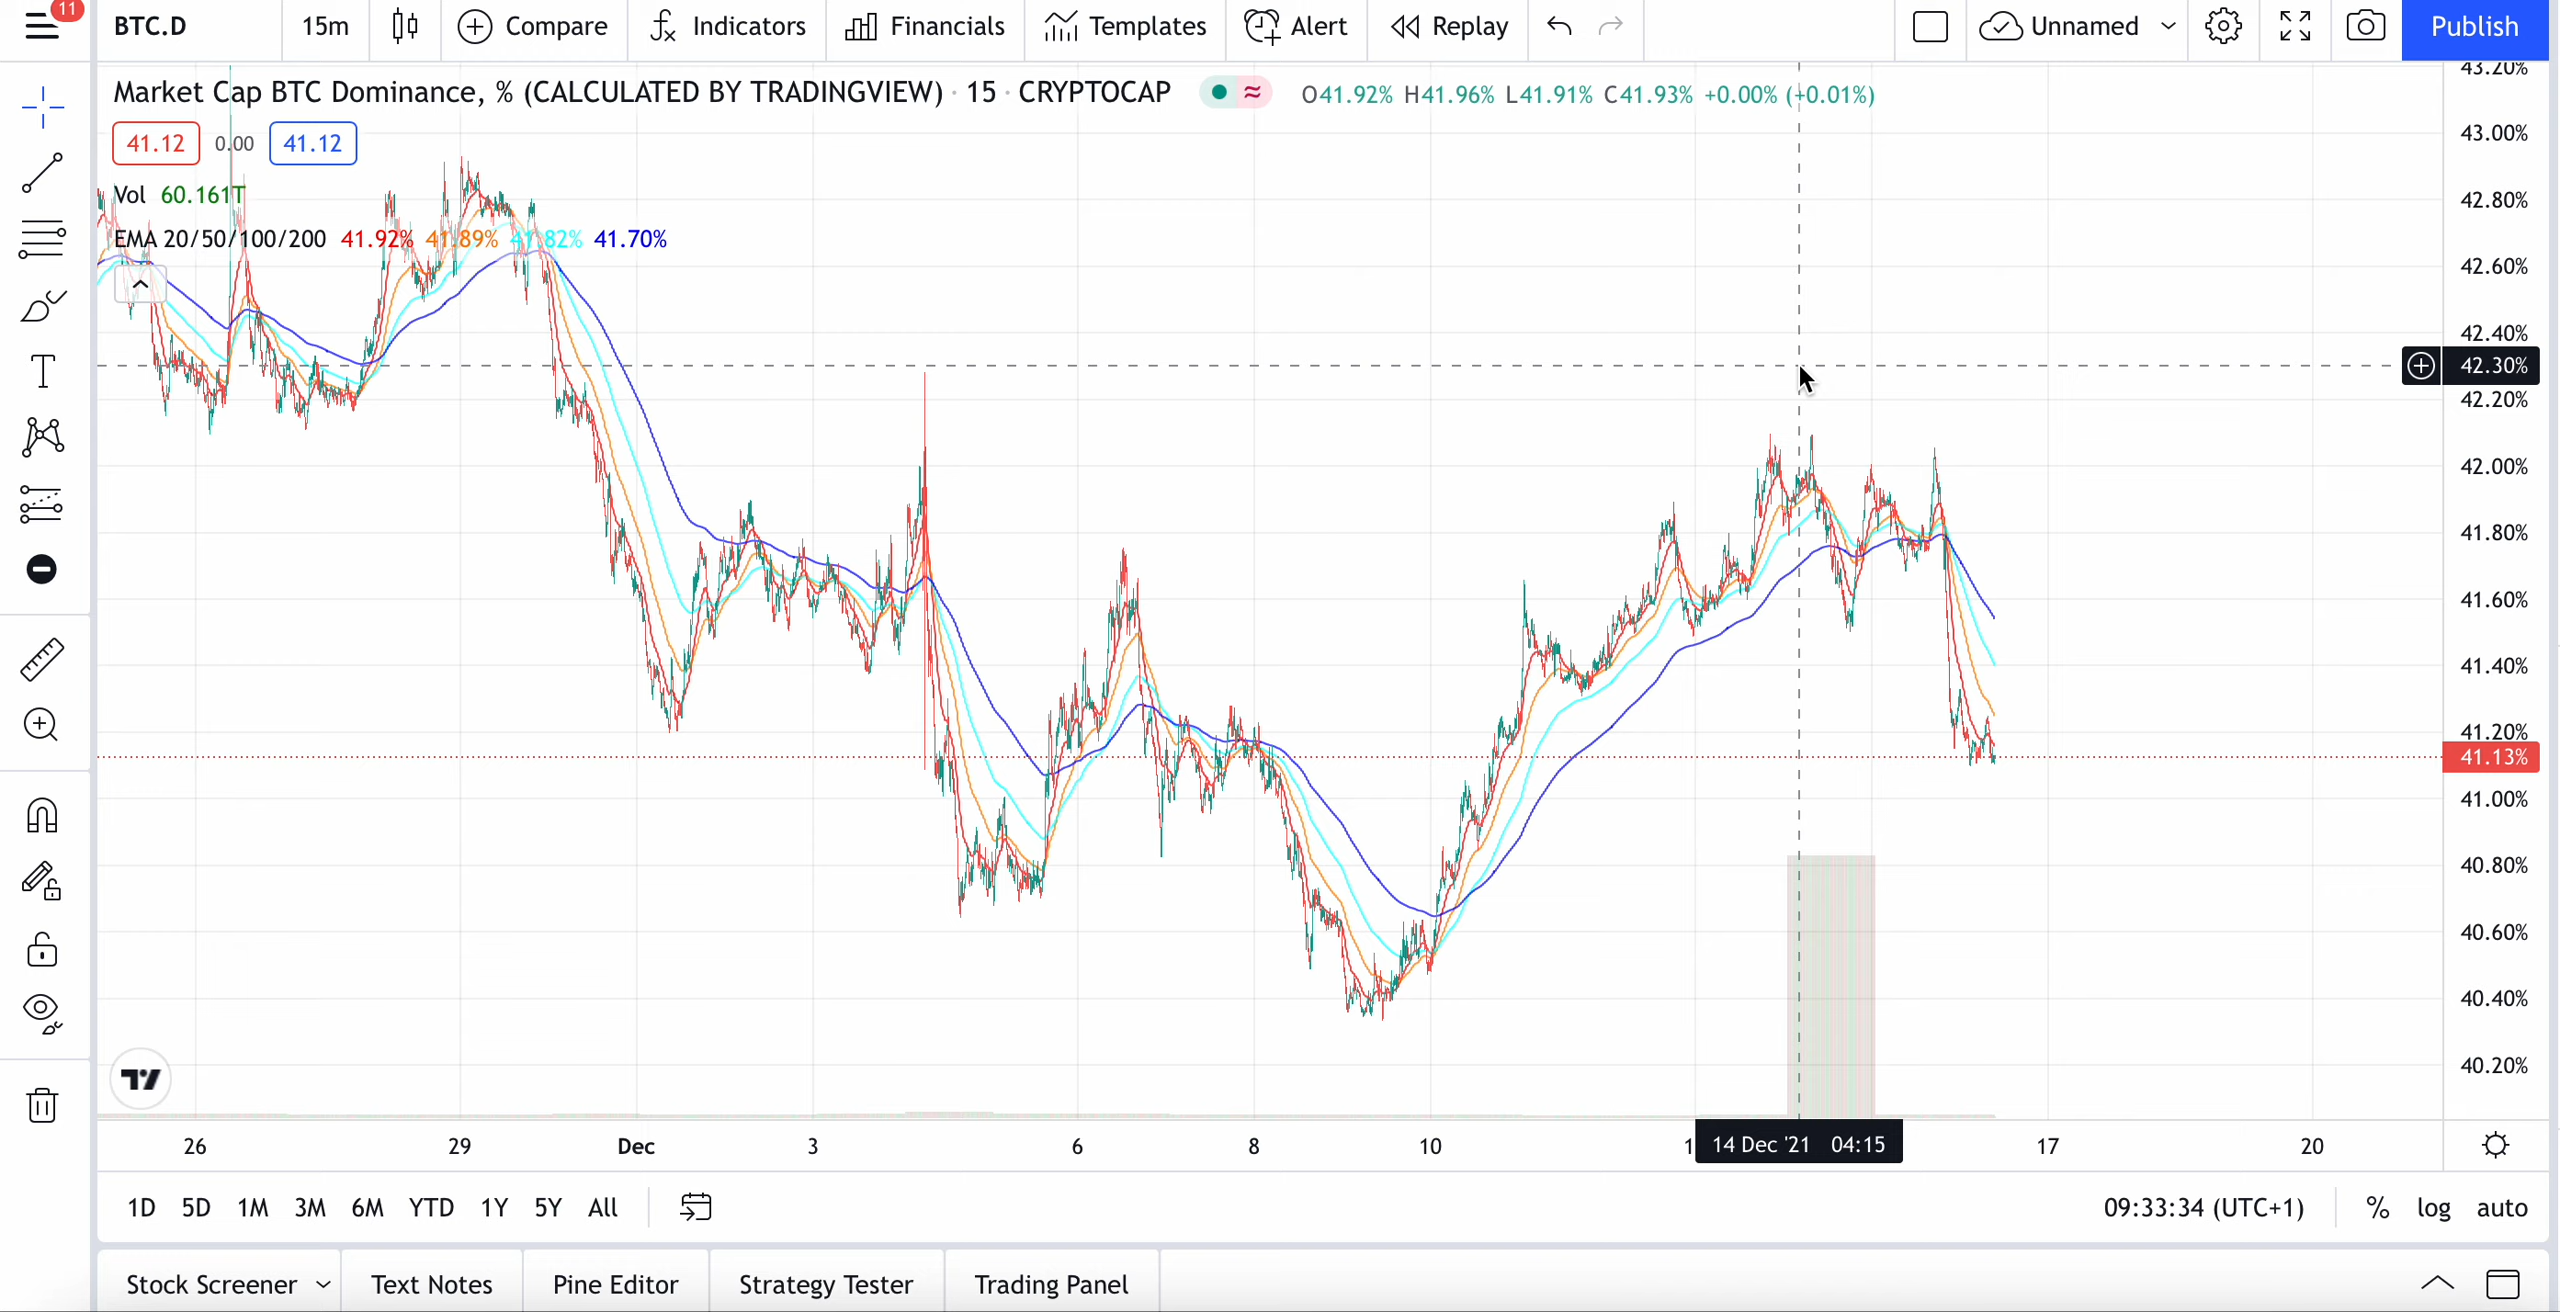 11
BTC.D 15m Compare Indicators Financials Templates Alert Replay Unnamed Publish
Market Cap BTC Dominance, % (CALCULATED BY TRADINGVIEW) · 15 · CRYPTOCAP O41.92% H41.96% L41.91% C41.93% +0.00% (+0.01%)
41.12 0.00 41.12
Vol 60.161T
EMA 20/50/100/200 41.92% 41.89% 41.82% 41.70%
43.20%
43.00%
42.80%
42.60%
42.40%
42.30%
42.20%
42.00%
41.80%
41.60%
41.40%
41.20%
41.13%
41.00%
40.80%
40.60%
40.40%
40.20%
26 29 Dec 3 6 8 10 14 Dec '21 04:15 17 20
1D 5D 1M 3M 6M YTD 1Y 5Y All 09:33:34 (UTC+1) % log auto
Stock Screener Text Notes Pine Editor Strategy Tester Trading Panel